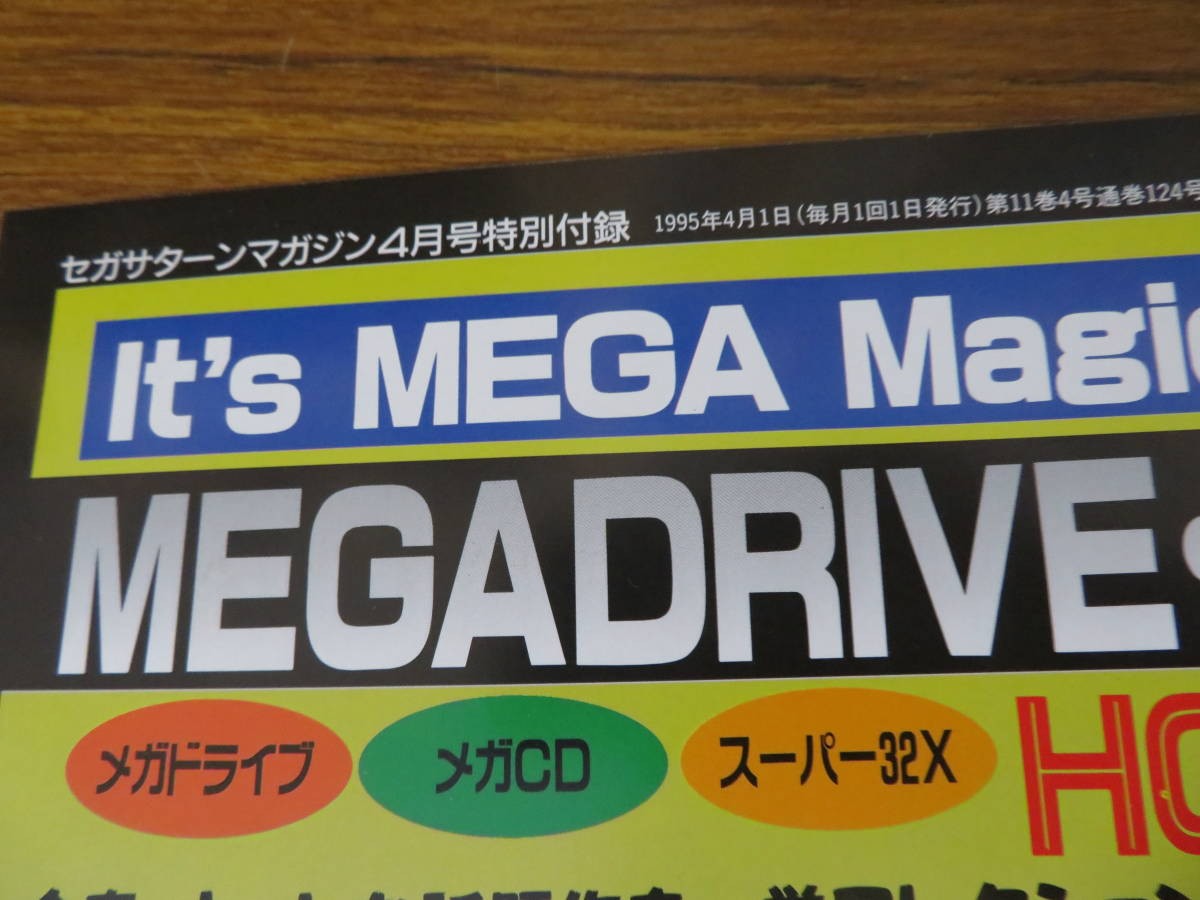 セガサターンマガジン4月号特別付録 1995年4月1日(毎月1回1日発行)第11巻4号通巻124号
It's MEGA Magic
MEGADRIVE
メガドライブ メガCD スーパー32X